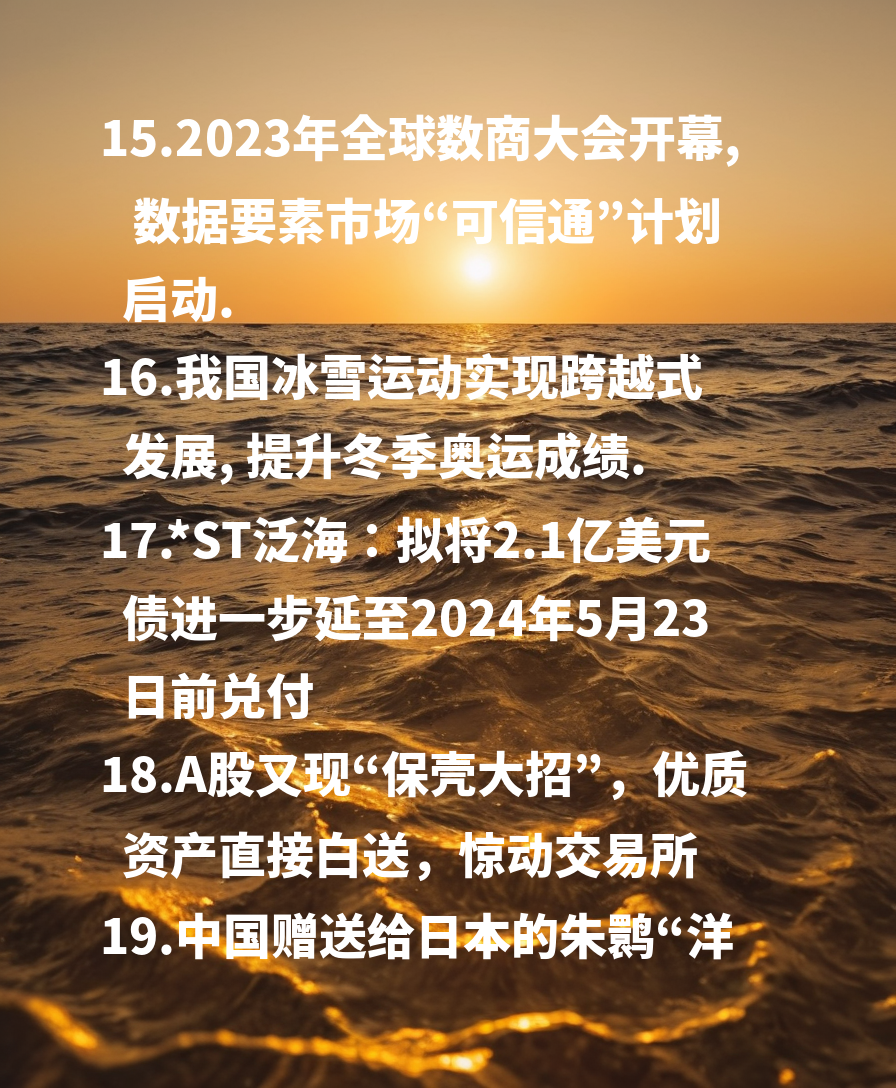 15.2023年全球数商大会开幕,
数据要素市场“可信通”计划
启动.
16.我国冰雪运动实现跨越式
发展, 提升冬季奥运成绩.
17.*ST泛海：拟将2.1亿美元
债进一步延至2024年5月23
日前兑付
18.A股又现“保壳大招”，优质
资产直接白送，惊动交易所
19.中国赠送给日本的朱鹮“洋